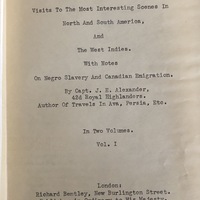 Visits To The Most Interesting Scenes In
North And South America,
And
The West Indies.
With Notes
On Negro Slavery And Canadian Emigration.
By Capt. J. E. Alexander,
42d Royal Highlanders.
Author Of Travels In Ava, Persia, Etc.
In Two Volumes.
Vol. I
London:
Richard Bentley, New Burlington Street.